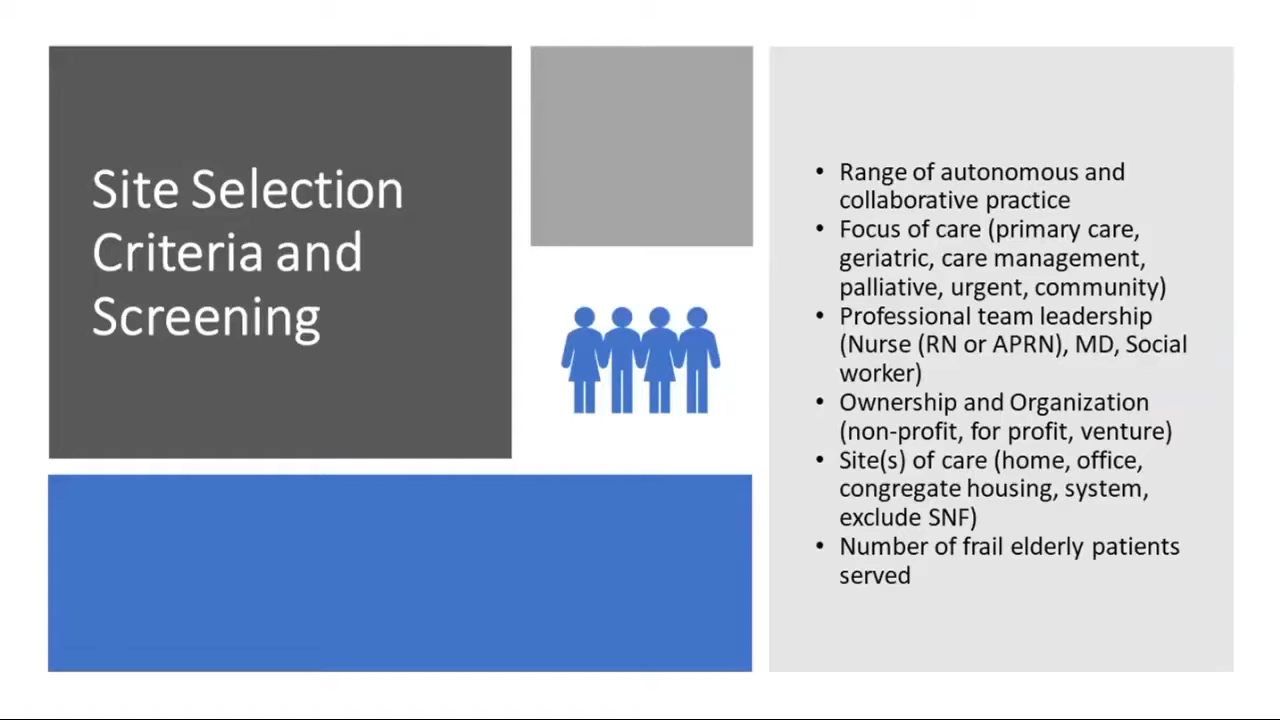 Site Selection
Criteria and
Screening
• Range of autonomous and
collaborative practice
• Focus of care (primary care,
geriatric, care management,
palliative, urgent, community)
• Professional team leadership
(Nurse (RN or APRN), MD, Social
worker)
• Ownership and Organization
(non-profit, for profit, venture)
• Site(s) of care (home, office,
congregate housing, system,
exclude SNF)
• Number of frail elderly patients
served